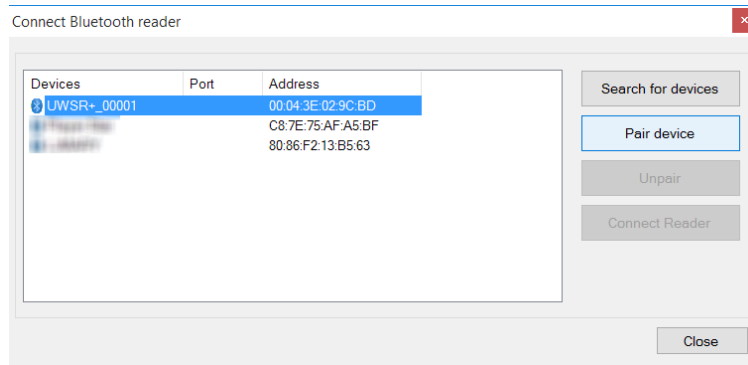 Connect Bluetooth reader
Devices Port Address
UWSR+_00001 00:04:3E:02:9C:BD
C8:7E:75:AF:A5:BF
80:86:F2:13:B5:63
Search for devices
Pair device
Unpair
Connect Reader
Close